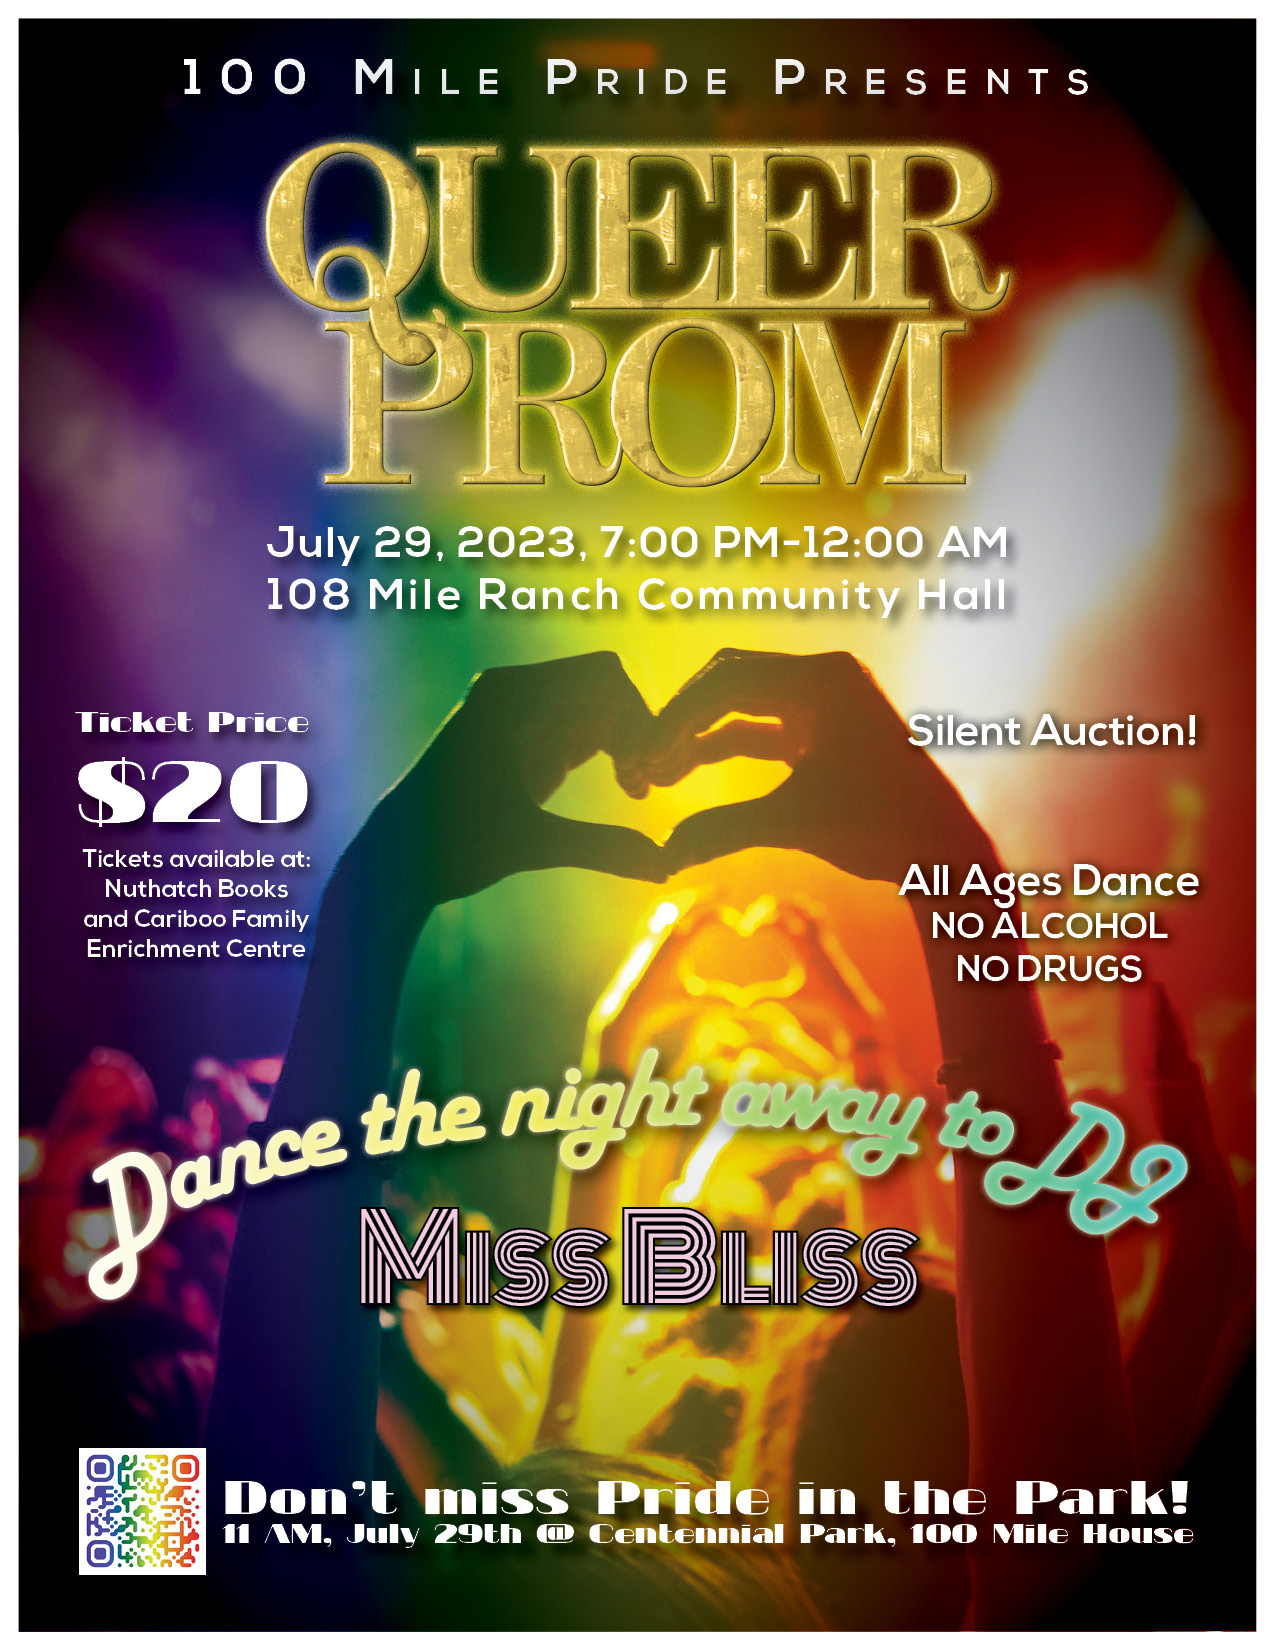 100 Mile Pride Presents
QUEER
PROM
July 29, 2023, 7:00 PM-12:00 AM
108 Mile Ranch Community Hall
Ticket Price
$20
Tickets available at:
Nuthatch Books
and Cariboo Family
Enrichment Centre
Silent Auction!
All Ages Dance
NO ALCOHOL
NO DRUGS
Dance the night away to DJ
Miss Bliss
Don't miss Pride in the Park!
11 AM, July 29th @ Centennial Park, 100 Mile House